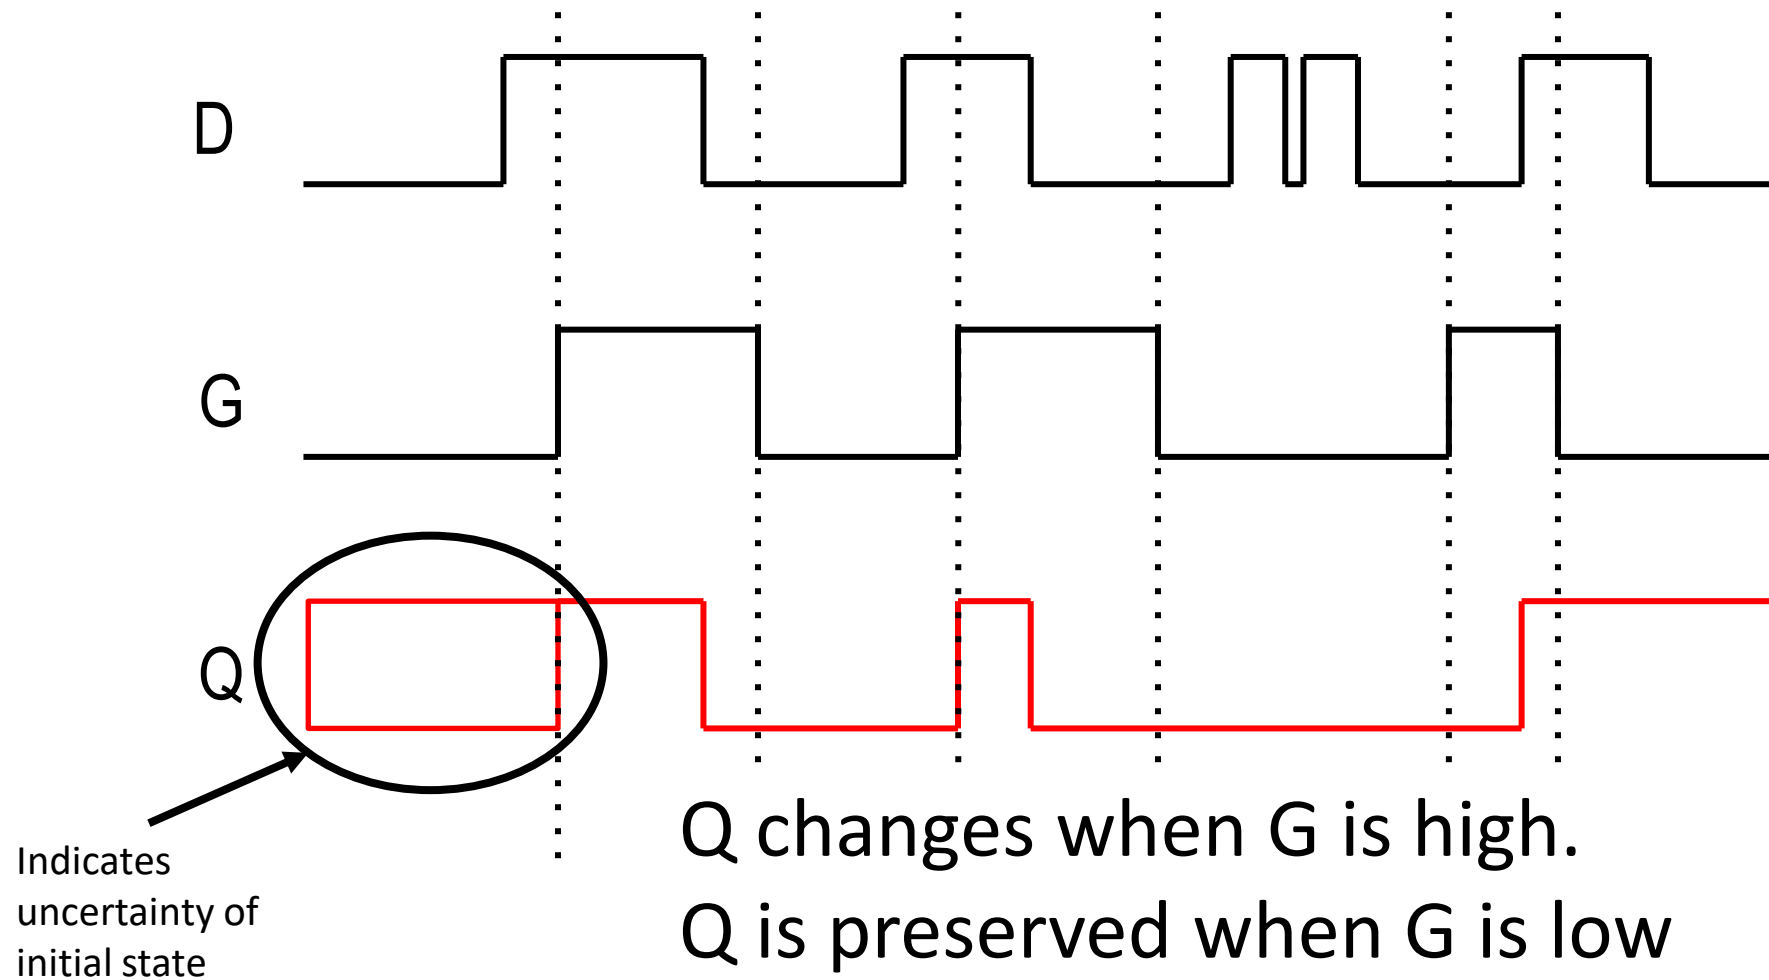 D
G
Q
Indicates
uncertainty of
initial state
Q changes when G is high.
Q is preserved when G is low